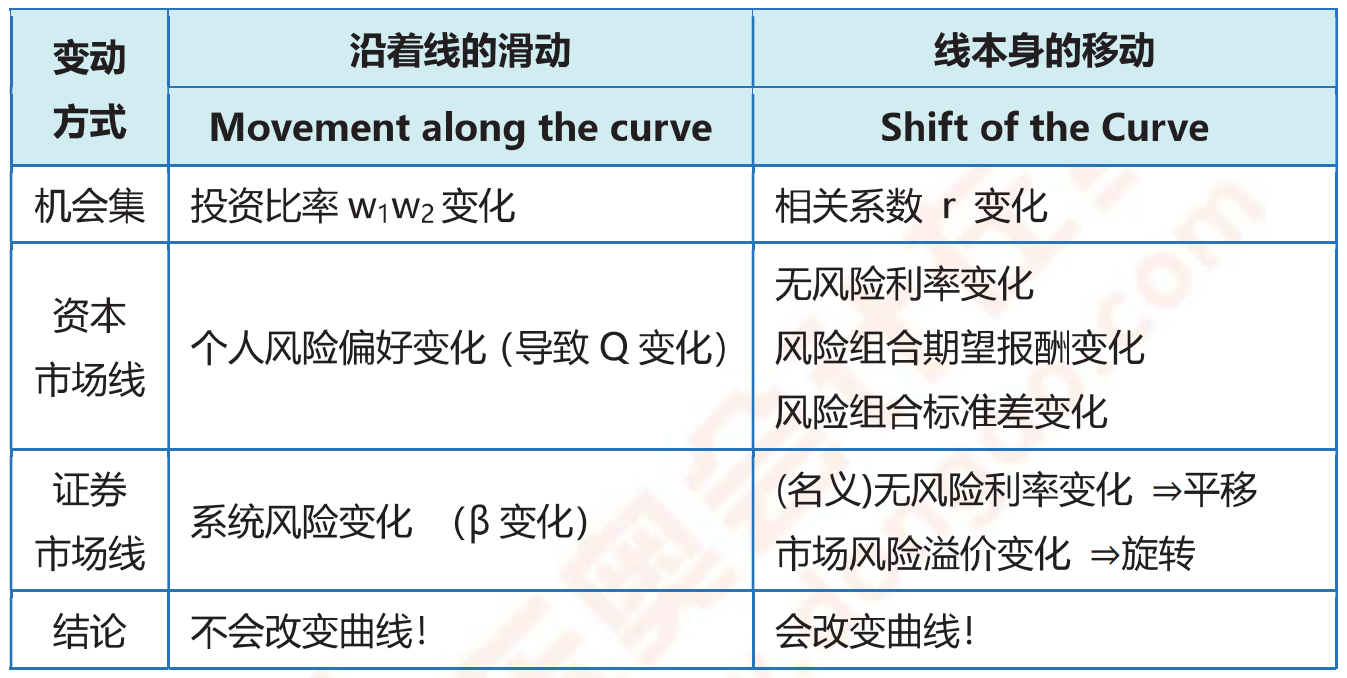 变动
方式
沿着线的滑动
线本身的移动
Movement along the curve
Shift of the Curve
机会集
投资比率 w₁w₂ 变化
相关系数 r 变化
资本
市场线
个人风险偏好变化（导致 Q 变化）
无风险利率变化
风险组合期望报酬变化
风险组合标准差变化
证券
市场线
系统风险变化 （β 变化）
(名义)无风险利率变化 ⇒平移
市场风险溢价变化 ⇒旋转
结论
不会改变曲线！
会改变曲线！